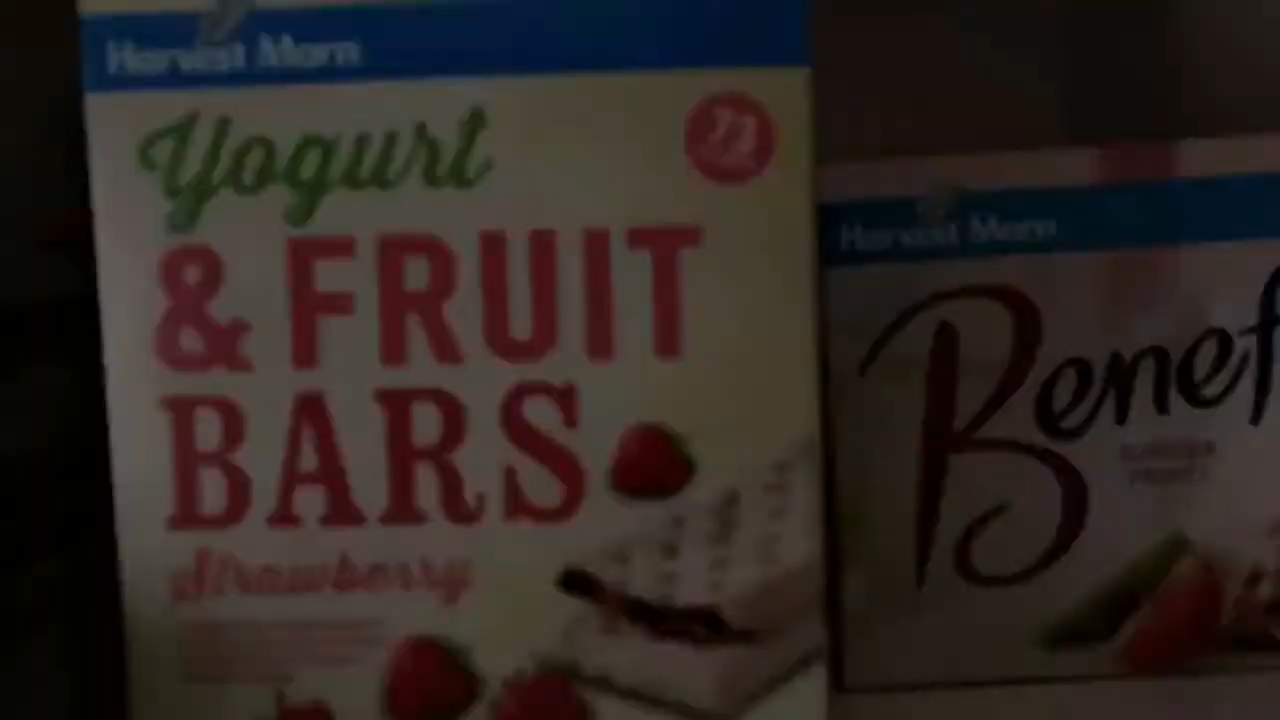 Harvest Morn
Yogurt
& FRUIT
BARS
Strawberry
Harvest Morn
Benef